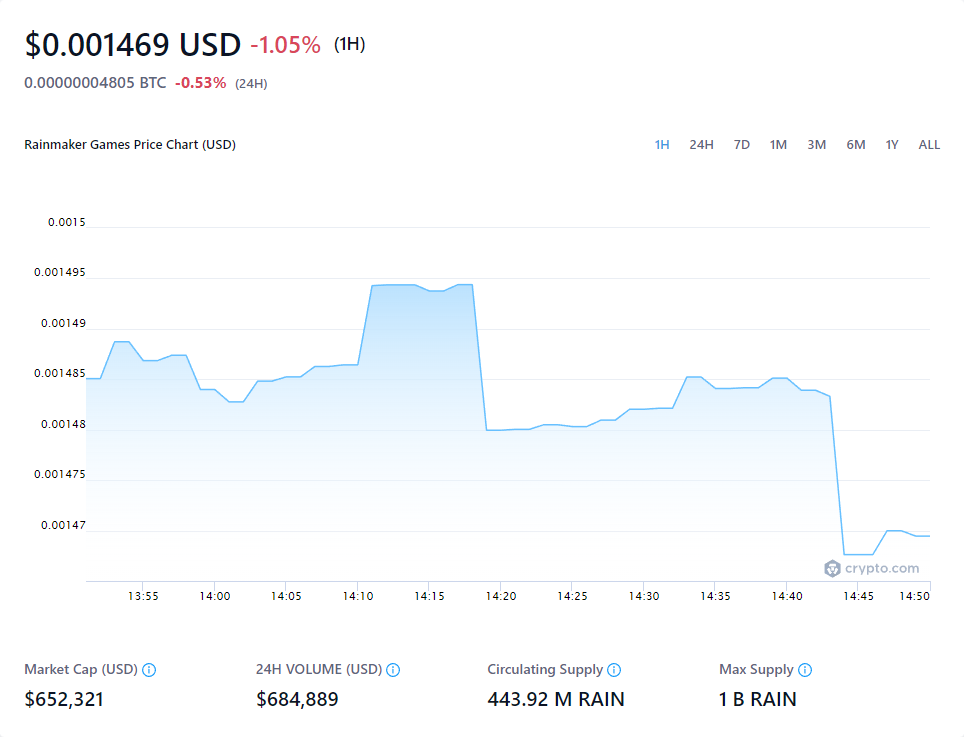 $0.001469 USD -1.05% (1H)
0.00000004805 BTC -0.53% (24H)
Rainmaker Games Price Chart (USD) 1H 24H 7D 1M 3M 6M 1Y ALL
0.0015
0.001495
0.00149
0.001485
0.00148
0.001475
0.00147
crypto.com
13:55 14:00 14:05 14:10 14:15 14:20 14:25 14:30 14:35 14:40 14:45 14:50
Market Cap (USD) 24H VOLUME (USD) Circulating Supply Max Supply
$652,321 $684,889 443.92 M RAIN 1 B RAIN